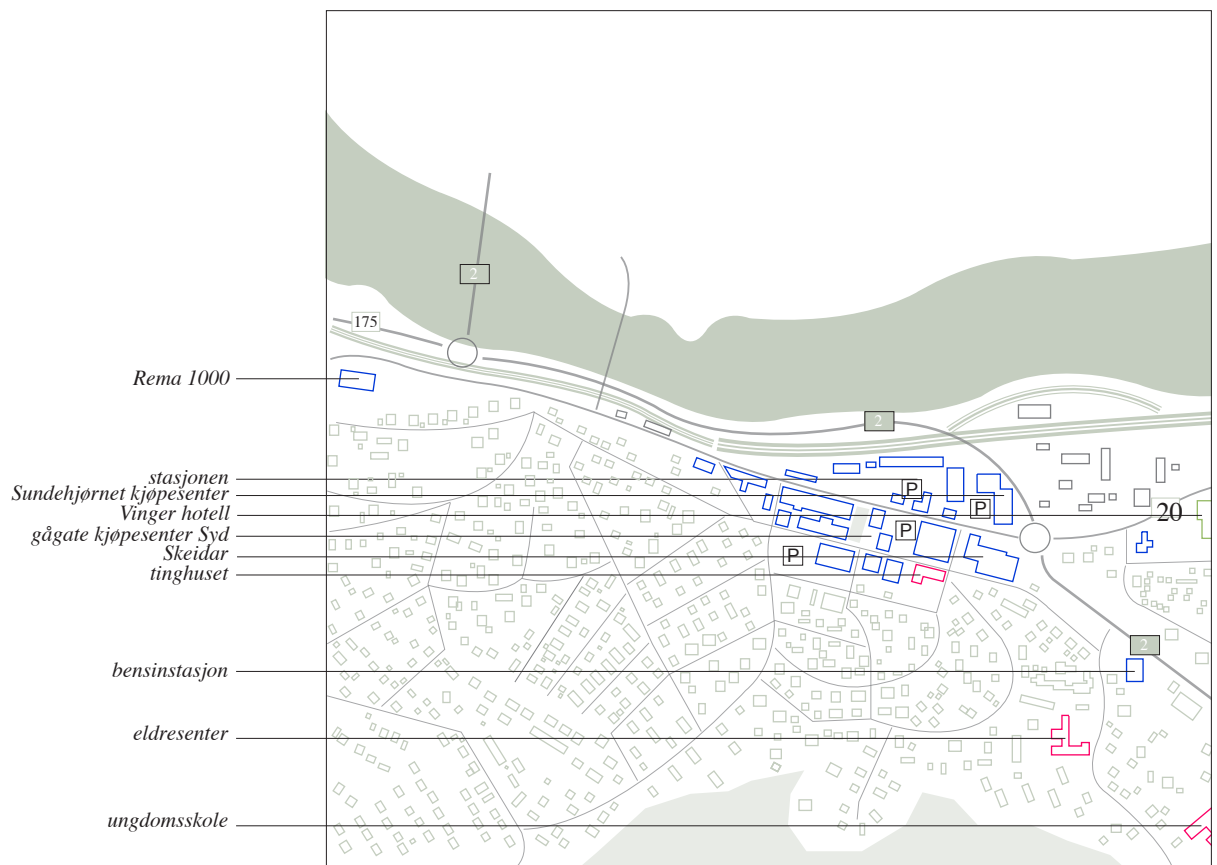 2
175
Rema 1000
2
stasjonen
P
Sundehjørnet kjøpesenter
P
Vinger hotell
20
gågate kjøpesenter Syd
P
Skeidar
P
tinghuset
2
bensinstasjon
eldresenter
ungdomsskole